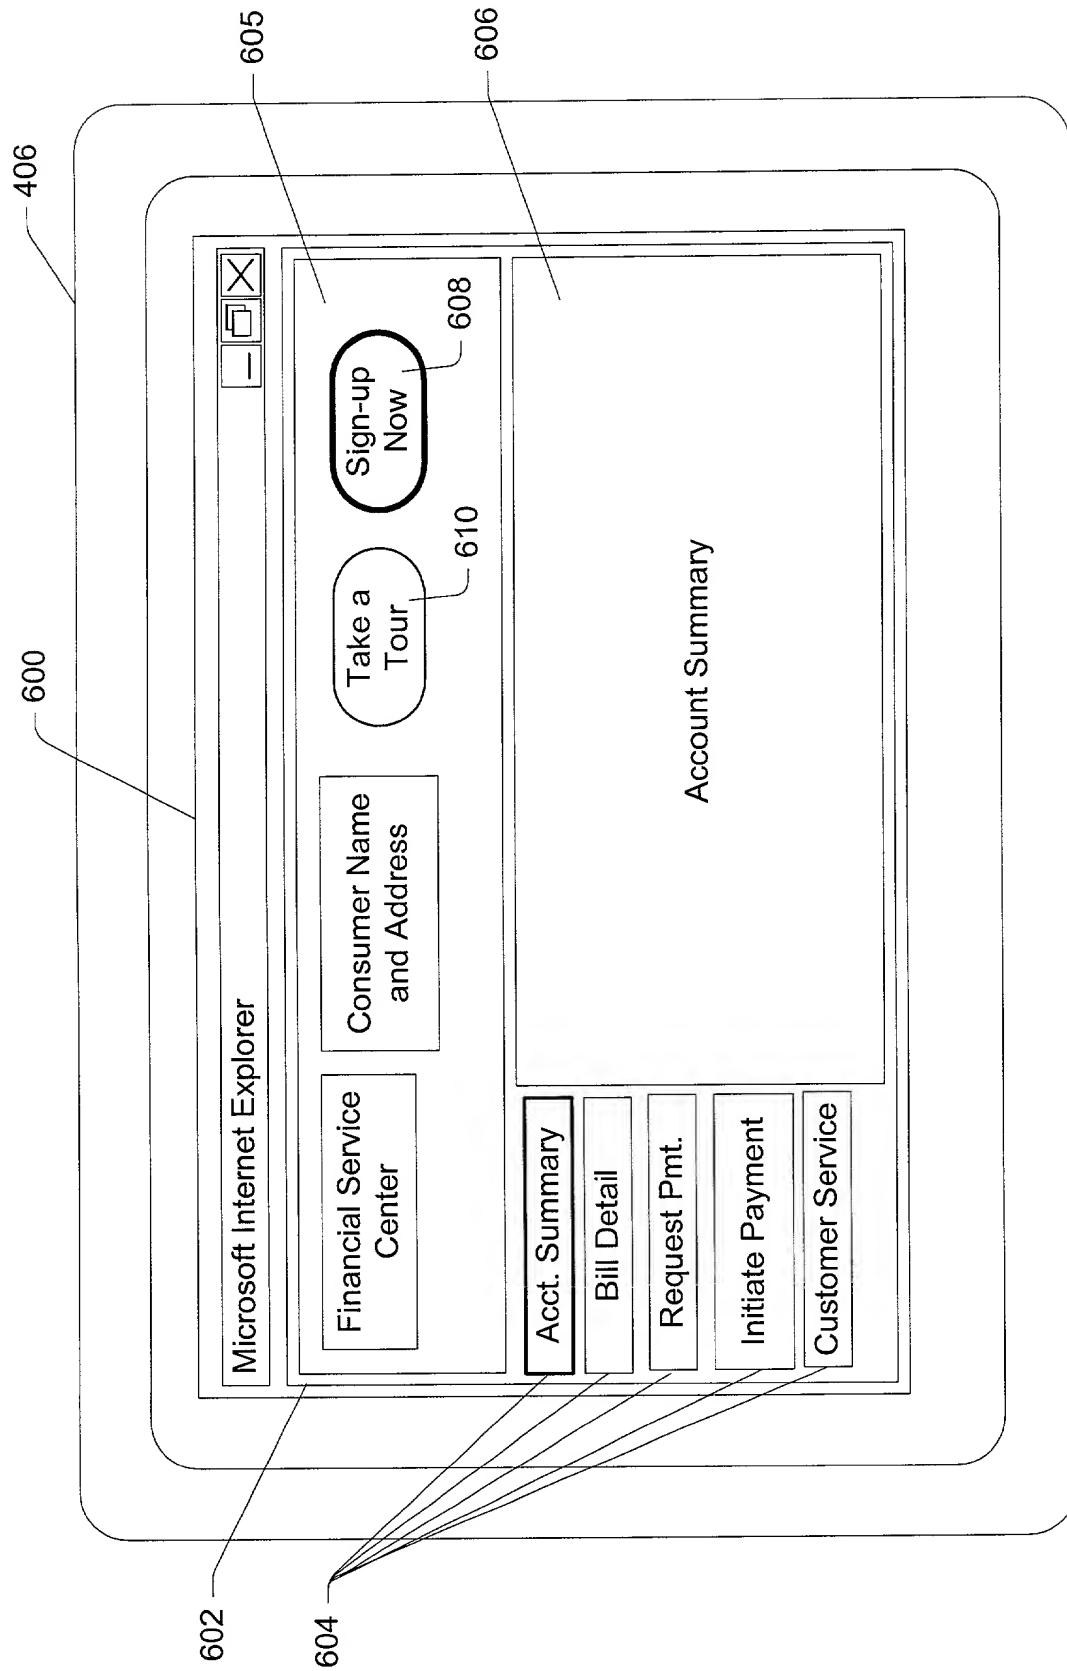 406
600
605
606
Microsoft Internet Explorer
602
Financial Service
Center
Consumer Name
and Address
Take a
Tour
610
Sign-up
Now
608
604
Acct. Summary
Bill Detail
Request Pmt.
Initiate Payment
Customer Service
Account Summary